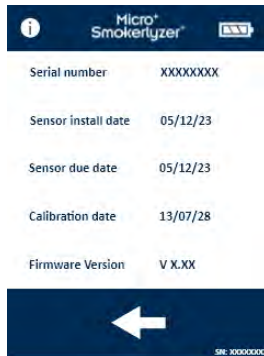 i Micro+
Smokerlyzer®
Serial number XXXXXXXX
Sensor install date 05/12/23
Sensor due date 05/12/23
Calibration date 13/07/28
Firmware Version V X.XX
SN: XXXXXXXX